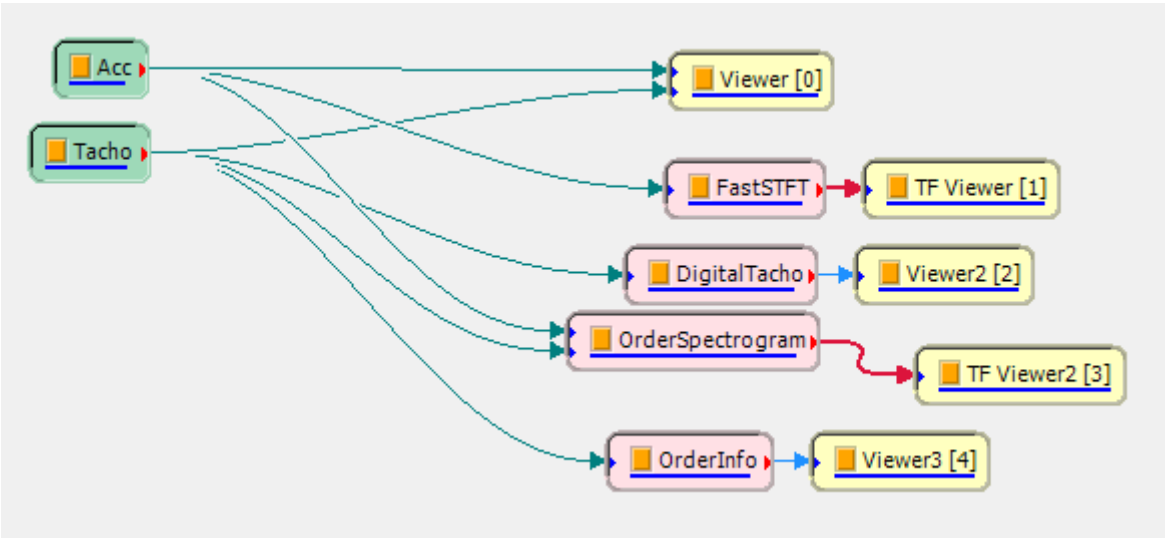 Acc
Viewer [0]
Tacho
FastSTFT
TF Viewer [1]
DigitalTacho
Viewer2 [2]
OrderSpectrogram
TF Viewer2 [3]
OrderInfo
Viewer3 [4]